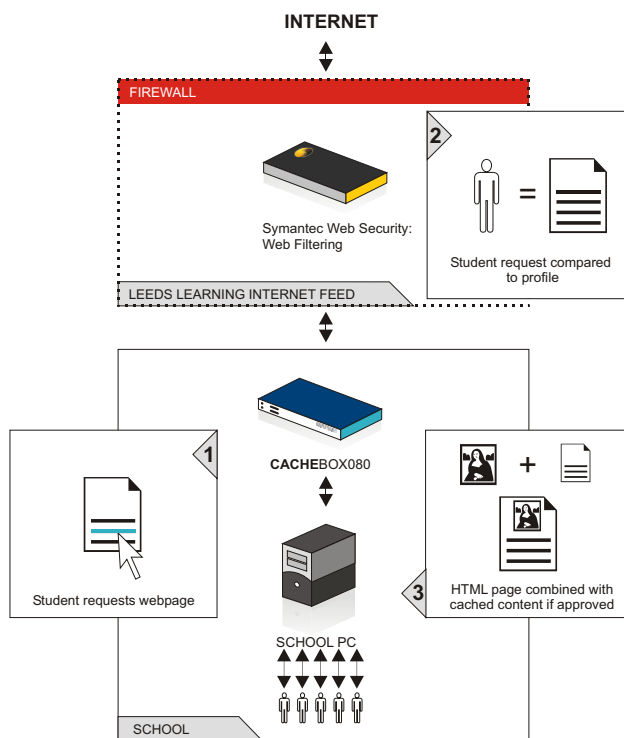 INTERNET
FIREWALL
2
=
Symantec Web Security:
Web Filtering
Student request compared
to profile
LEEDS LEARNING INTERNET FEED
CACHEBOX080
1
+
Student requests webpage
3
HTML page combined with
cached content if approved
SCHOOL PC
SCHOOL